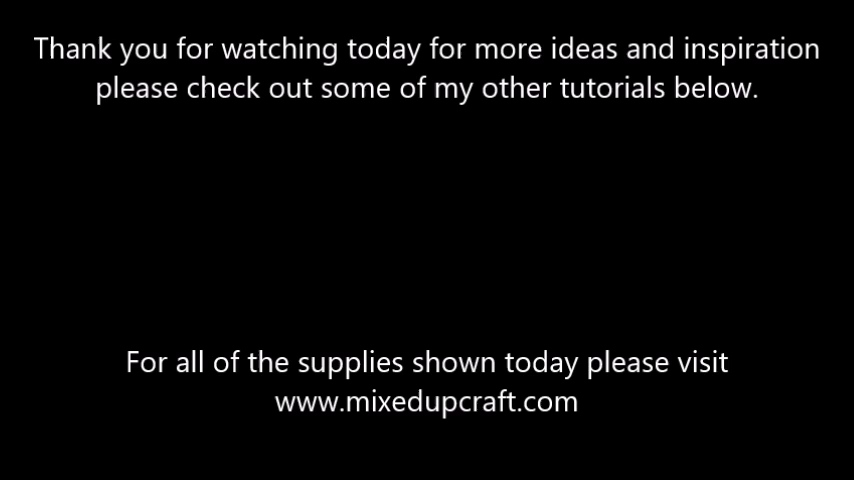 Thank you for watching today for more ideas and inspiration
please check out some of my other tutorials below.
For all of the supplies shown today please visit
www.mixedupcraft.com